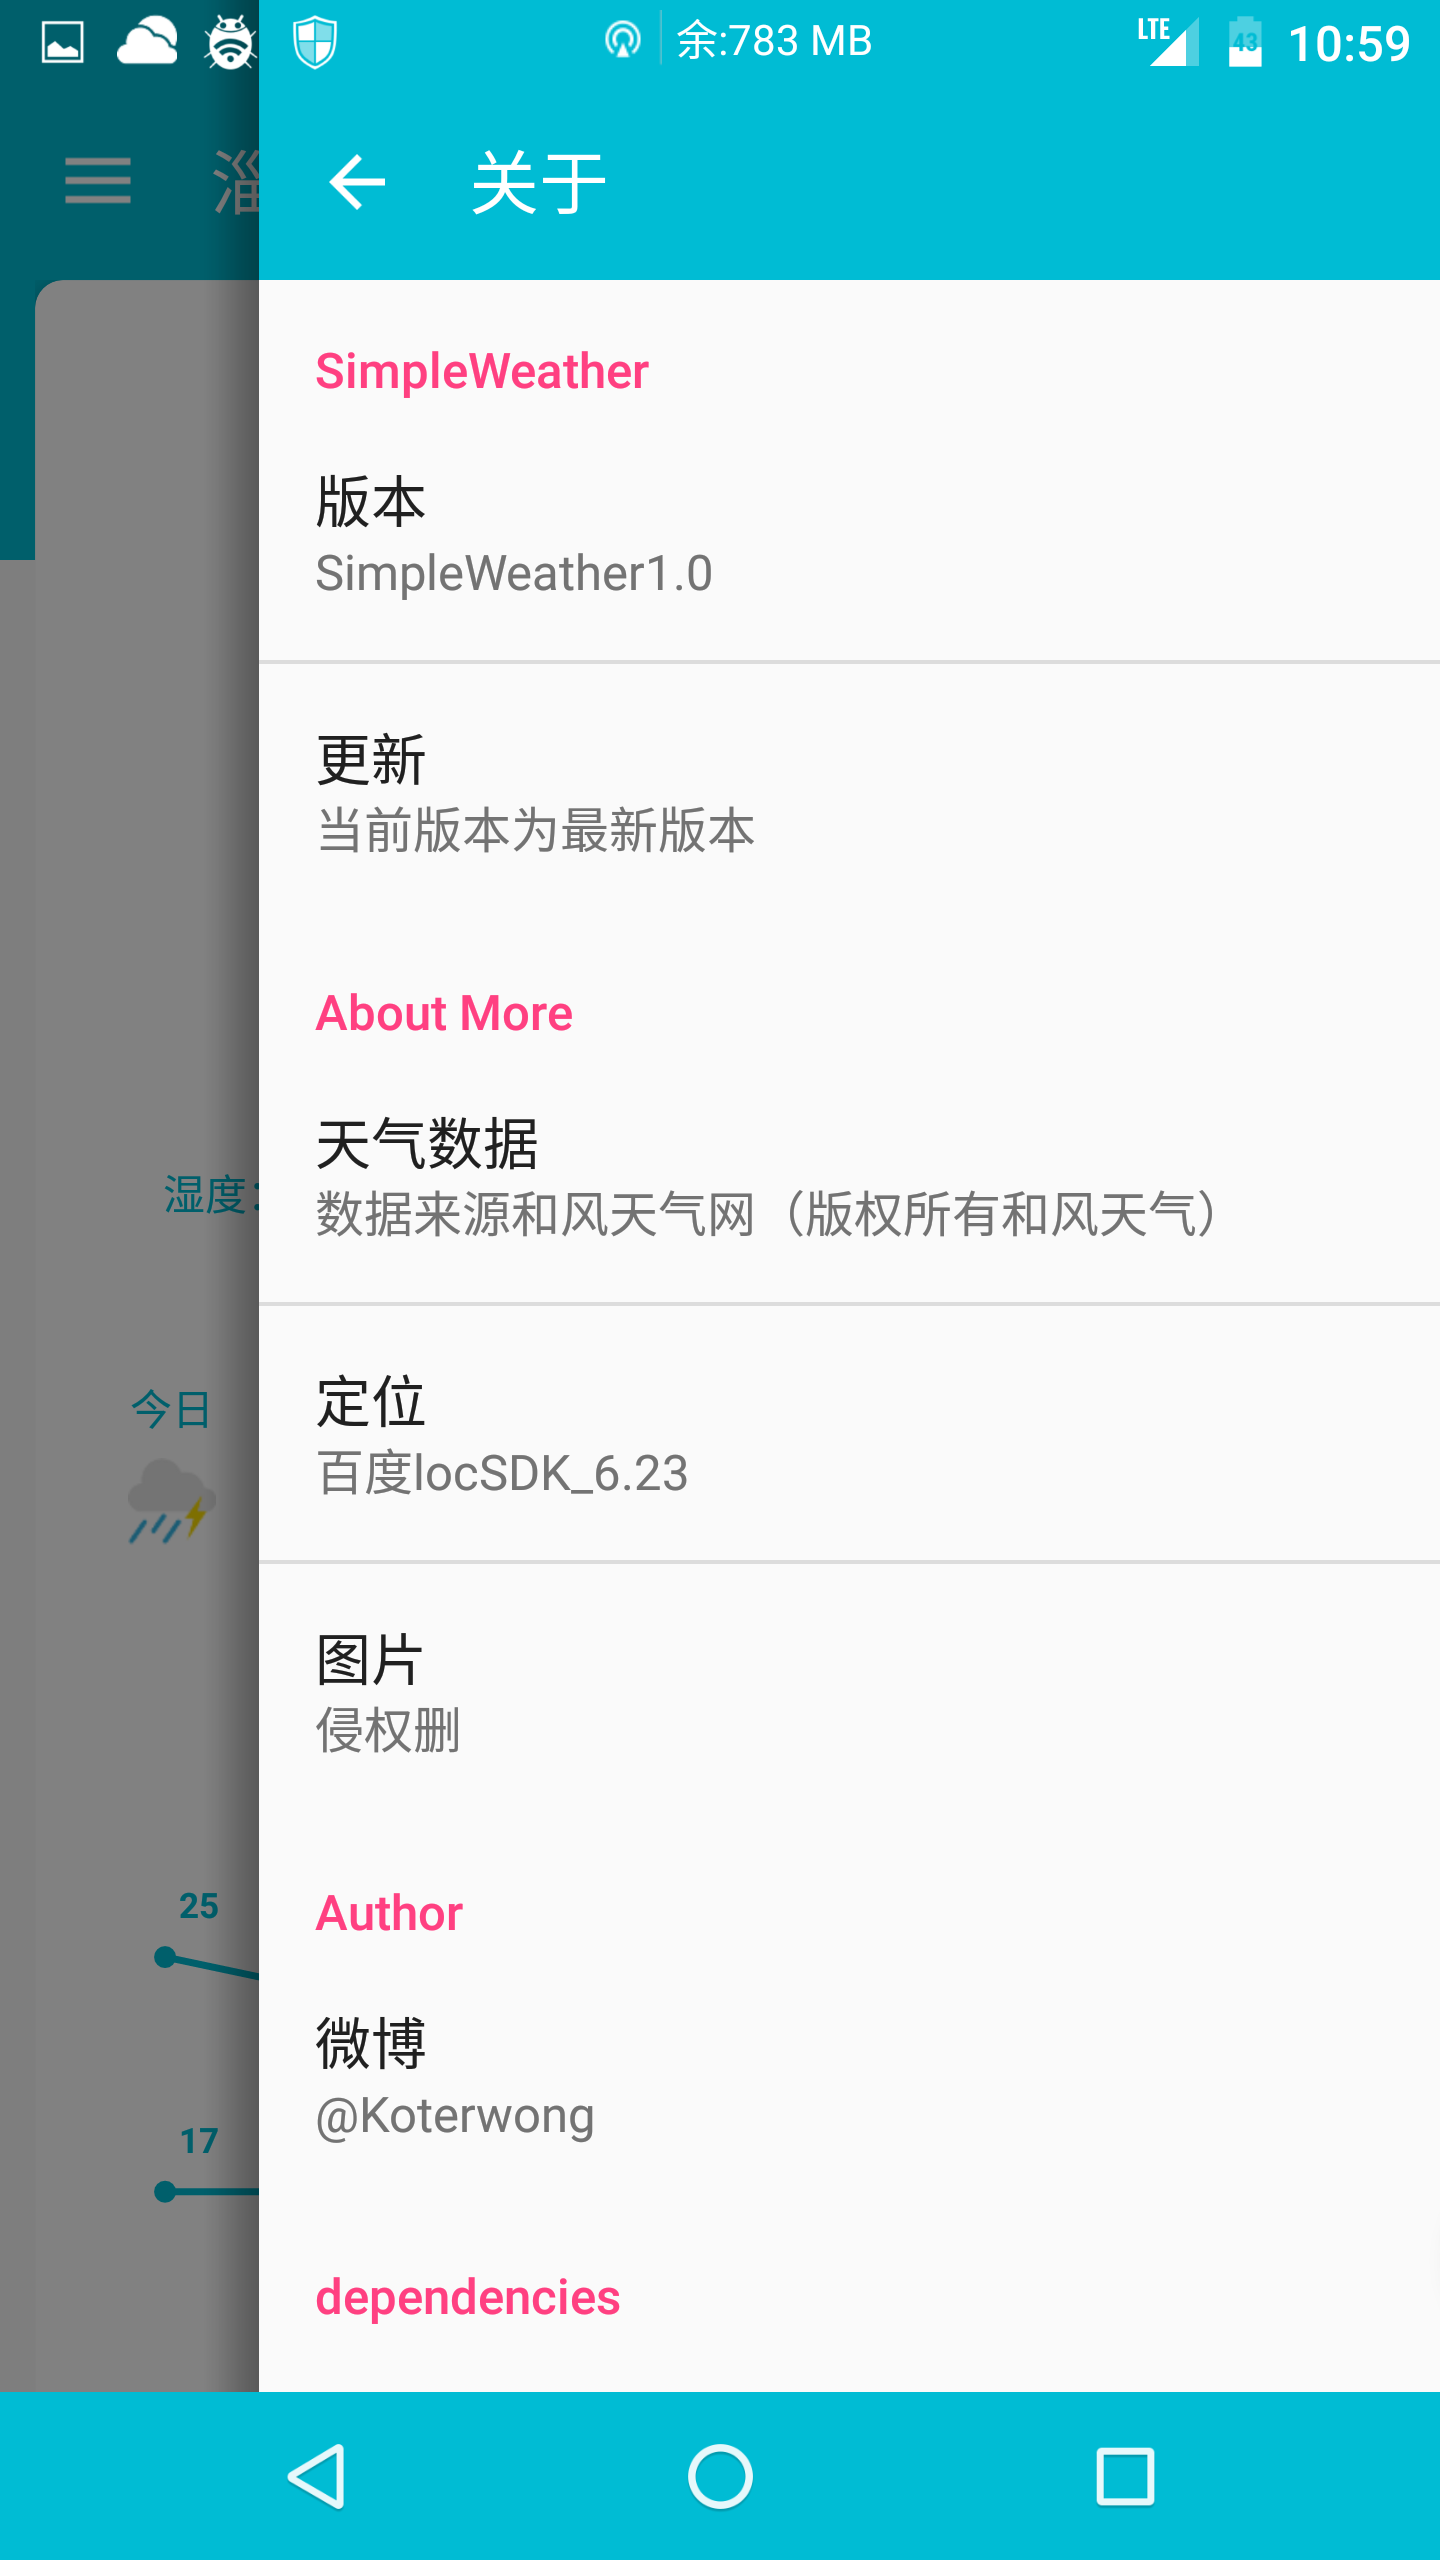 余:783 MB
LTE
43
10:59
淄
关于
SimpleWeather
版本
SimpleWeather1.0
更新
当前版本为最新版本
About More
天气数据
数据来源和风天气网（版权所有和风天气）
湿度:
定位
百度locSDK_6.23
今日
图片
侵权删
25
Author
微博
@Koterwong
17
dependencies